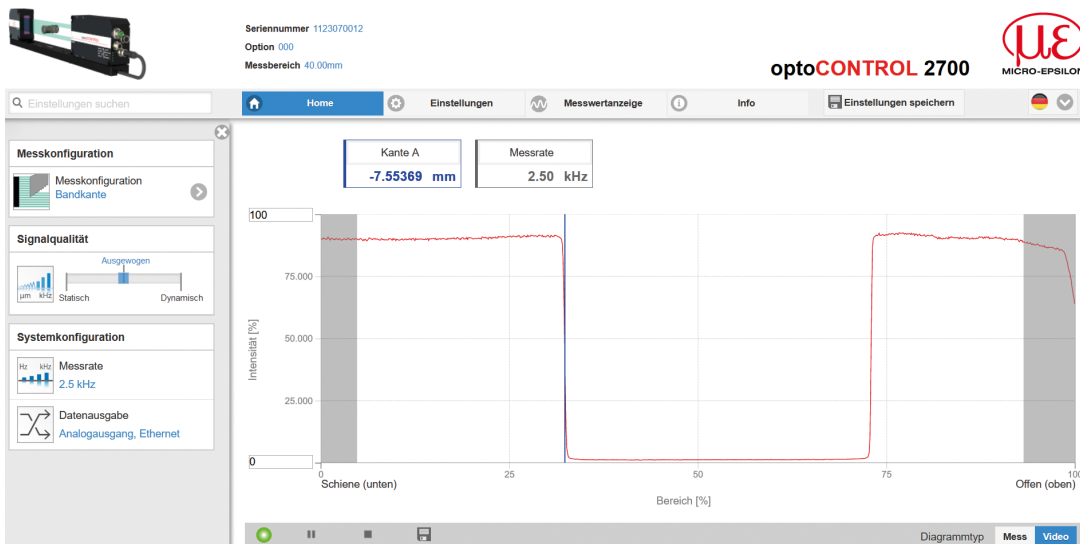 Seriennummer 1123070012
Option 000
Messbereich 40.00mm
optoCONTROL 2700
με
MICRO-EPSILON
Einstellungen suchen
Home
Einstellungen
Messwertanzeige
Info
Einstellungen speichern
Messkonfiguration
Messkonfiguration
Bandkante
Signalqualität
Ausgewogen
µm kHz
Statisch
Dynamisch
Systemkonfiguration
Hz kHz
Messrate
2.5 kHz
Datenausgabe
Analogausgang, Ethernet
Kante A
-7.55369 mm
Messrate
2.50 kHz
100
75.000
50.000
25.000
0
Intensität [%]
0 25 50 75 100
Schiene (unten)
Offen (oben)
Bereich [%]
Diagrammtyp
Mess
Video